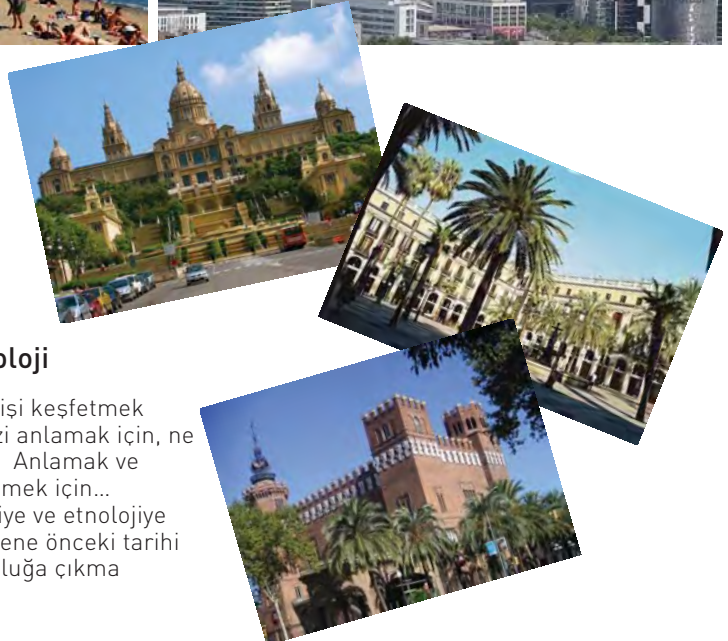 oloji
işi keşfetmek
zi anlamak için, ne
Anlamak ve
mek için...
iye ve etnolojiye
ene önceki tarihi
luğa çıkma